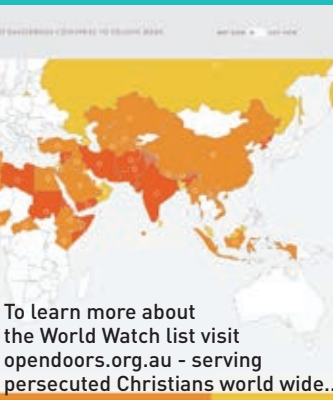 To learn more about
the World Watch list visit
opendoors.org.au - serving
persecuted Christians world wide..